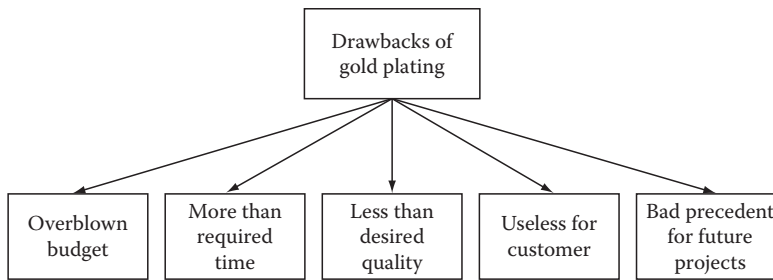 Drawbacks of
gold plating
Overblown
budget
More than
required
time
Less than
desired
quality
Useless for
customer
Bad precedent
for future
projects